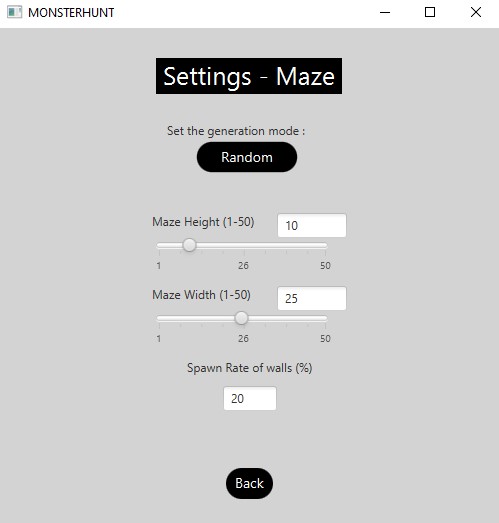 MONSTERHUNT
Settings - Maze
Set the generation mode :
Random
Maze Height (1-50)
10
1 26 50
Maze Width (1-50)
25
1 26 50
Spawn Rate of walls (%)
20
Back